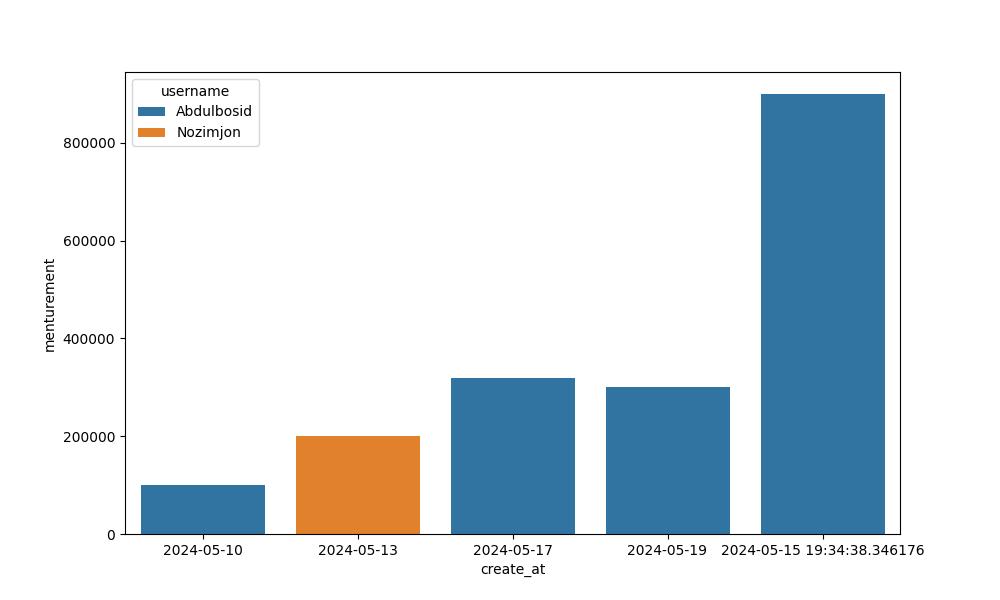 username
Abdulbosid
Nozimjon
800000
600000
400000
200000
0
menturement
2024-05-10 2024-05-13 2024-05-17 2024-05-19 2024-05-15 19:34:38.346176
create_at